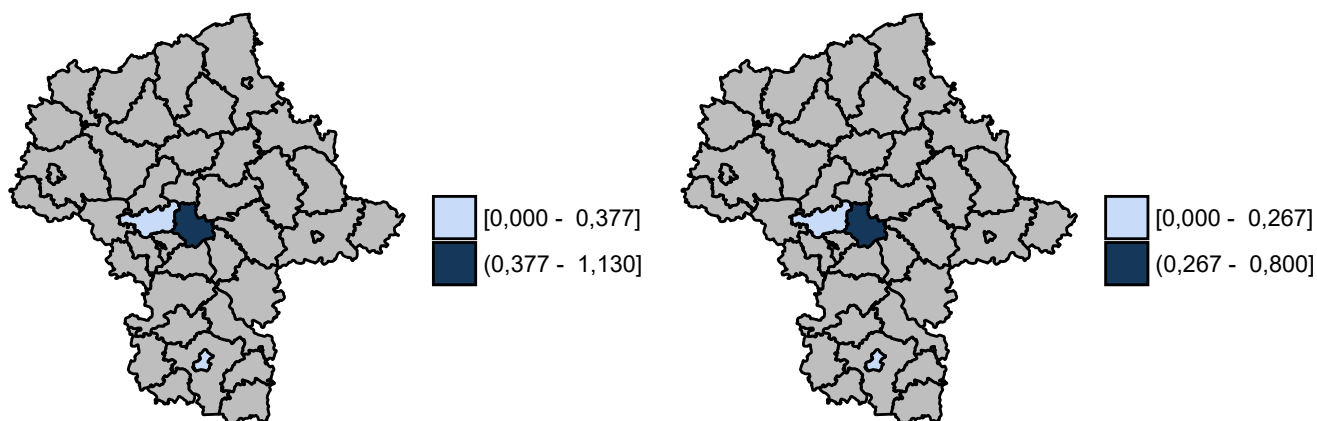 [0,000 - 0,377]
(0,377 - 1,130]
[0,000 - 0,267]
(0,267 - 0,800]